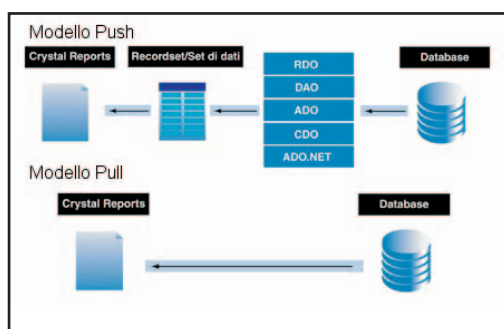 Modello Push
Crystal Reports
Recordset/Set di dati
RDO
DAO
ADO
CDO
ADO.NET
Database
Modello Pull
Crystal Reports
Database